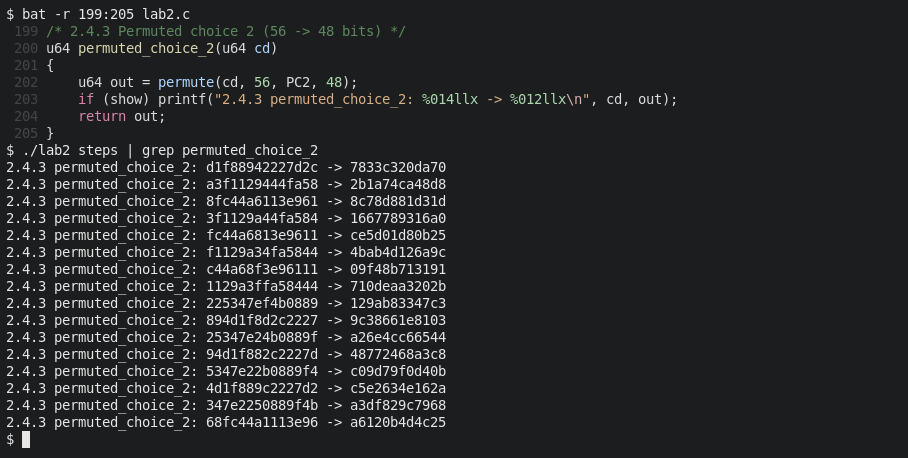 $ bat -r 199:205 lab2.c
199 /* 2.4.3 Permuted choice 2 (56 -> 48 bits) */
200 u64 permuted_choice_2(u64 cd)
201 {
202     u64 out = permute(cd, 56, PC2, 48);
203     if (show) printf("2.4.3 permuted_choice_2: %014llx -> %012llx\n", cd, out);
204     return out;
205 }
$ ./lab2 steps | grep permuted_choice_2
2.4.3 permuted_choice_2: d1f88942227d2c -> 7833c320da70
2.4.3 permuted_choice_2: a3f1129444fa58 -> 2b1a74ca48d8
2.4.3 permuted_choice_2: 8fc44a6113e961 -> 8c78d881d31d
2.4.3 permuted_choice_2: 3f1129a44fa584 -> 1667789316a0
2.4.3 permuted_choice_2: fc44a6813e9611 -> ce5d01d80b25
2.4.3 permuted_choice_2: f1129a34fa5844 -> 4bab4d126a9c
2.4.3 permuted_choice_2: c44a68f3e96111 -> 09f48b713191
2.4.3 permuted_choice_2: 1129a3ffa58444 -> 710deaa3202b
2.4.3 permuted_choice_2: 225347ef4b0889 -> 129ab83347c3
2.4.3 permuted_choice_2: 894d1f8d2c2227 -> 9c38661e8103
2.4.3 permuted_choice_2: 25347e24b0889f -> a26e4cc66544
2.4.3 permuted_choice_2: 94d1f882c2227d -> 48772468a3c8
2.4.3 permuted_choice_2: 5347e22b0889f4 -> c09d79f0d40b
2.4.3 permuted_choice_2: 4d1f889c2227d2 -> c5e2634e162a
2.4.3 permuted_choice_2: 347e2250889f4b -> a3df829c7968
2.4.3 permuted_choice_2: 68fc44a1113e96 -> a6120b4d4c25
$